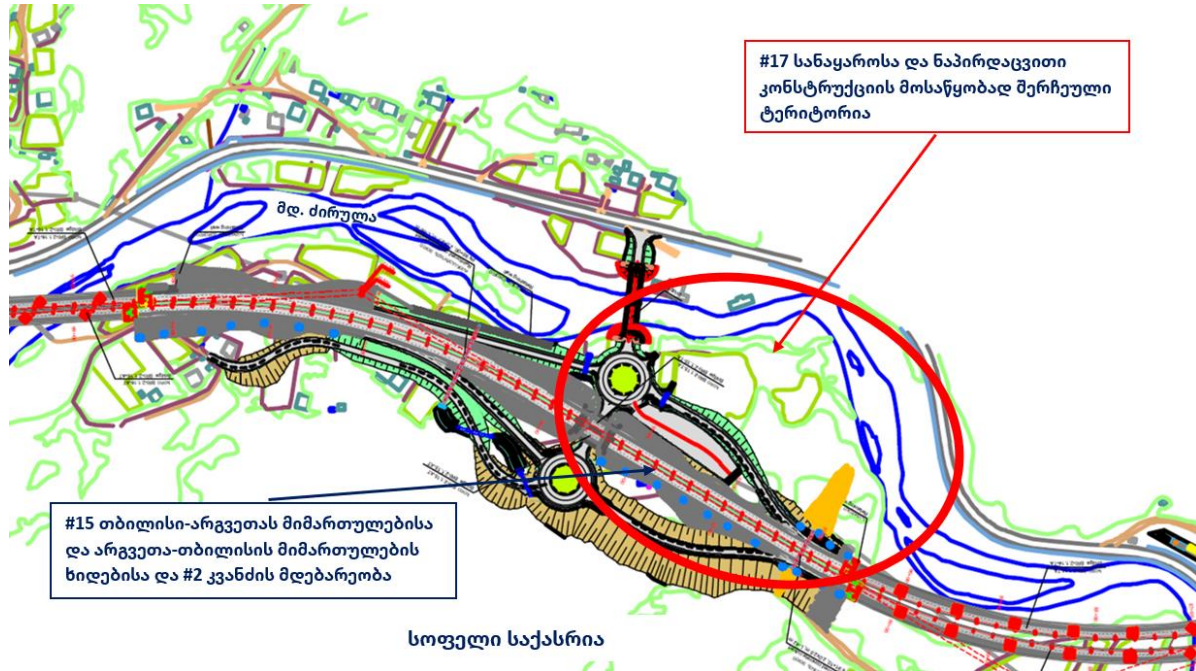 #17 სანაყაროსა და ნაპირდაცვითი
კონსტრუქციის მოსაწყობად შერჩეული
ტერიტორია
მდ. ძირულა
#15 თბილისი-არგვეთას მიმართულებისა
და არგვეთა-თბილისის მიმართულების
ხიდებისა და #2 კვანძის მდებარეობა
სოფელი საქასრია